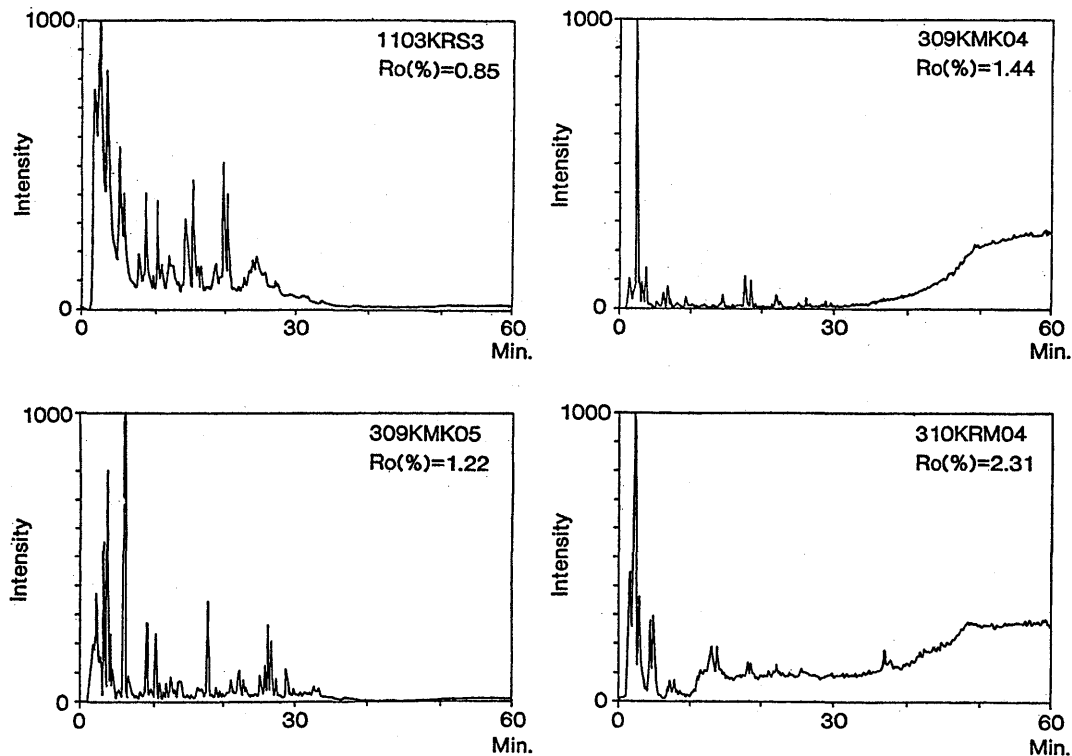 1000
1103KRS3
Ro(%)=0.85
Intensity
0
0
30
60
Min.
1000
309KMK04
Ro(%)=1.44
Intensity
0
0
30
60
Min.
1000
309KMK05
Ro(%)=1.22
Intensity
0
0
30
60
Min.
1000
310KRM04
Ro(%)=2.31
Intensity
0
0
30
60
Min.